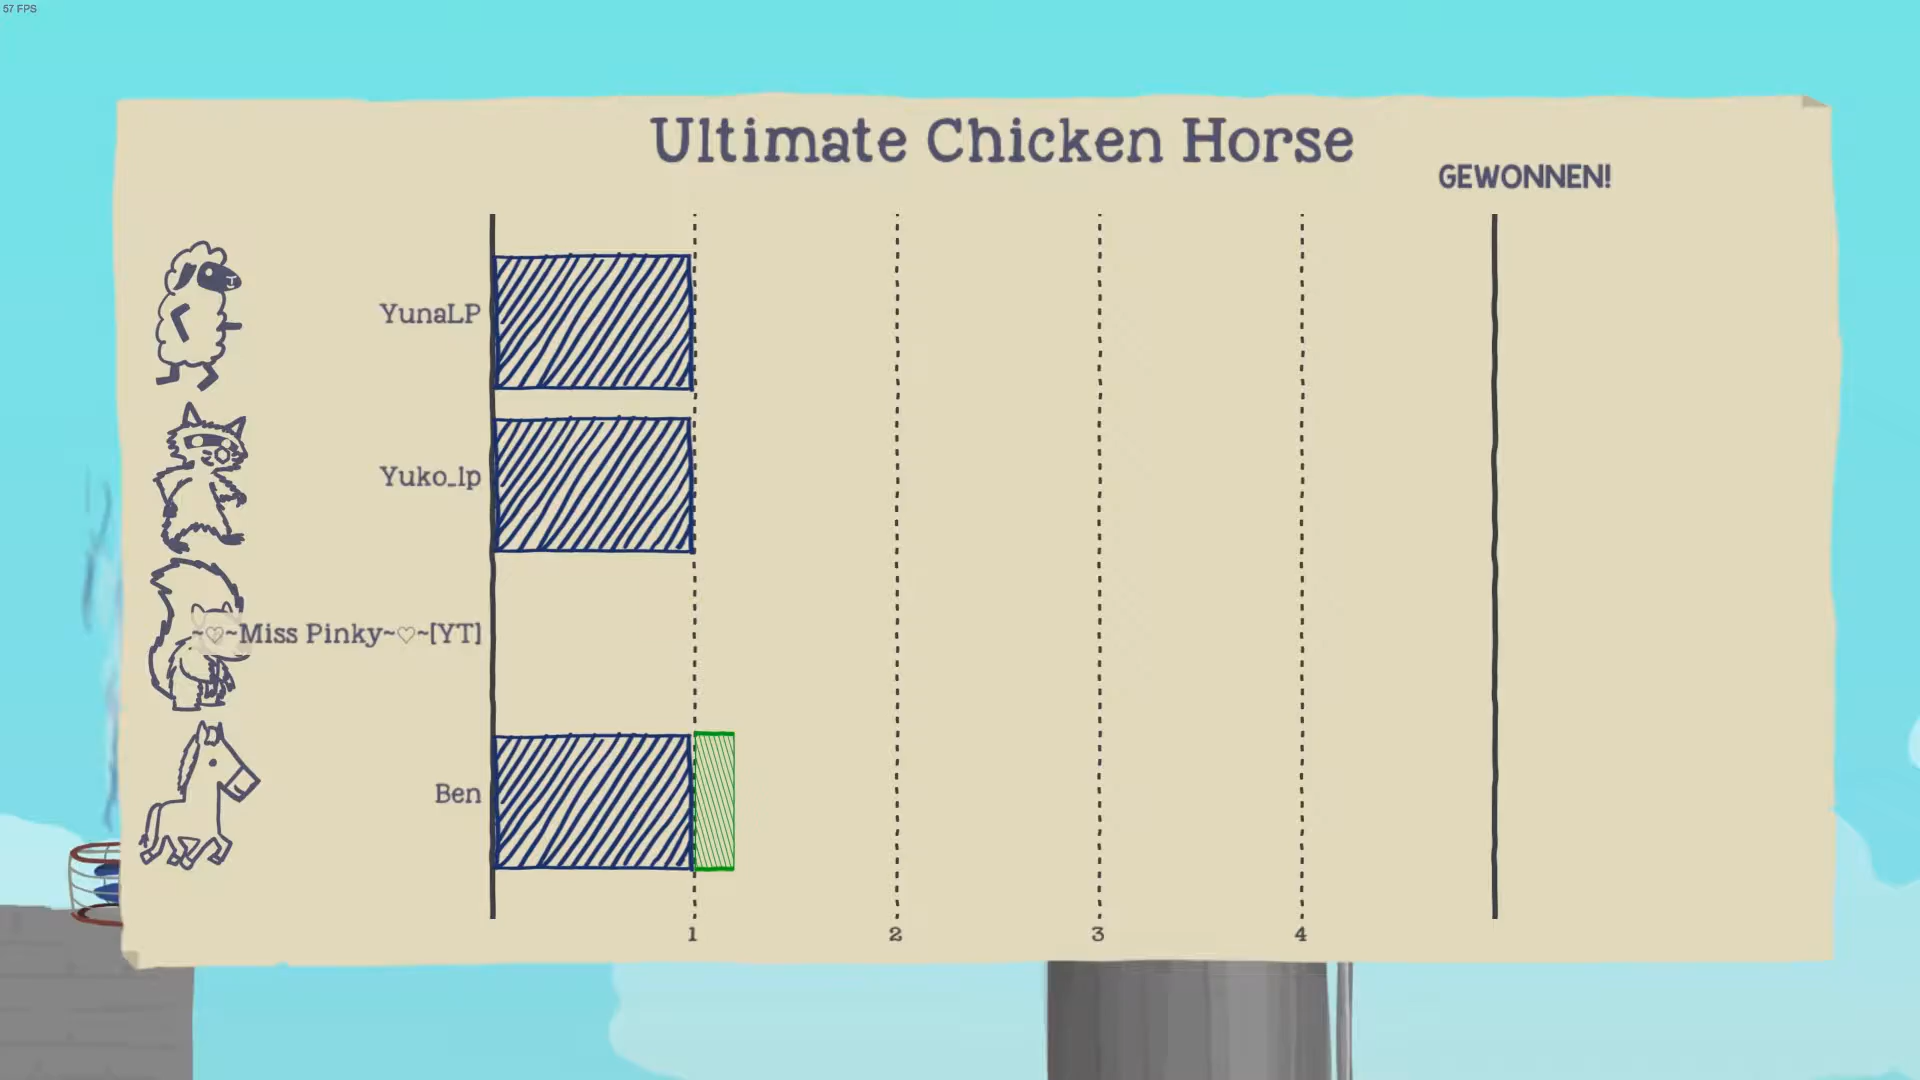 57 FPS
Ultimate Chicken Horse
GEWONNEN!
YunaLP
Yuko_lp
~♡~Miss Pinky~♡~[YT]
Ben
1 2 3 4